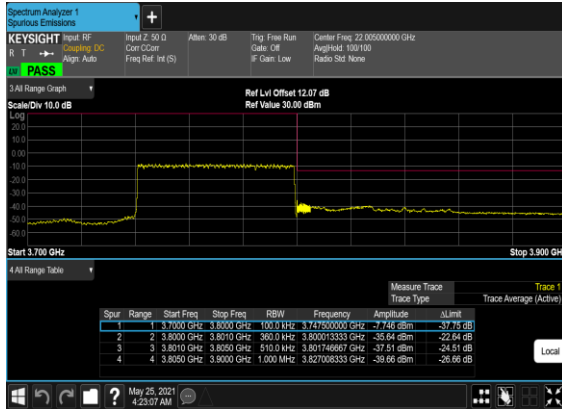 Spectrum Analyzer 1
Spurious Emissions
+
KEYSIGHT Input: RF Input Z: 50 Ω Atten: 30 dB Trig: Free Run Center Freq: 22.005000000 GHz
R T Coupling: DC Corr CCorr Gate: Off Avg|Hold: 100/100
Align: Auto Freq Ref: Int (S) IF Gain: Low Radio Std: None
PASS
3 All Range Graph Ref Lvl Offset 12.07 dB
Scale/Div 10.0 dB Ref Value 30.00 dBm
Log
20.0
10.0
0.00
-10.0
-20.0
-30.0
-40.0
-50.0
-60.0
Start 3.700 GHz Stop 3.900 GH
4 All Range Table
Measure Trace Trace 1
Trace Type Trace Average (Active)
Spur Range Start Freq Stop Freq RBW Frequency Amplitude ΔLimit
1 1 3.7000 GHz 3.8000 GHz 100.0 kHz 3.747500000 GHz -7.746 dBm -37.75 dB
2 2 3.8000 GHz 3.8010 GHz 360.0 kHz 3.800013333 GHz -35.64 dBm -22.64 dB
3 3 3.8010 GHz 3.8050 GHz 510.0 kHz 3.801746667 GHz -37.51 dBm -24.51 dB
4 4 3.8050 GHz 3.9000 GHz 1.000 MHz 3.827008333 GHz -39.66 dBm -26.66 dB
Local
? May 25, 2021
4:23:07 AM